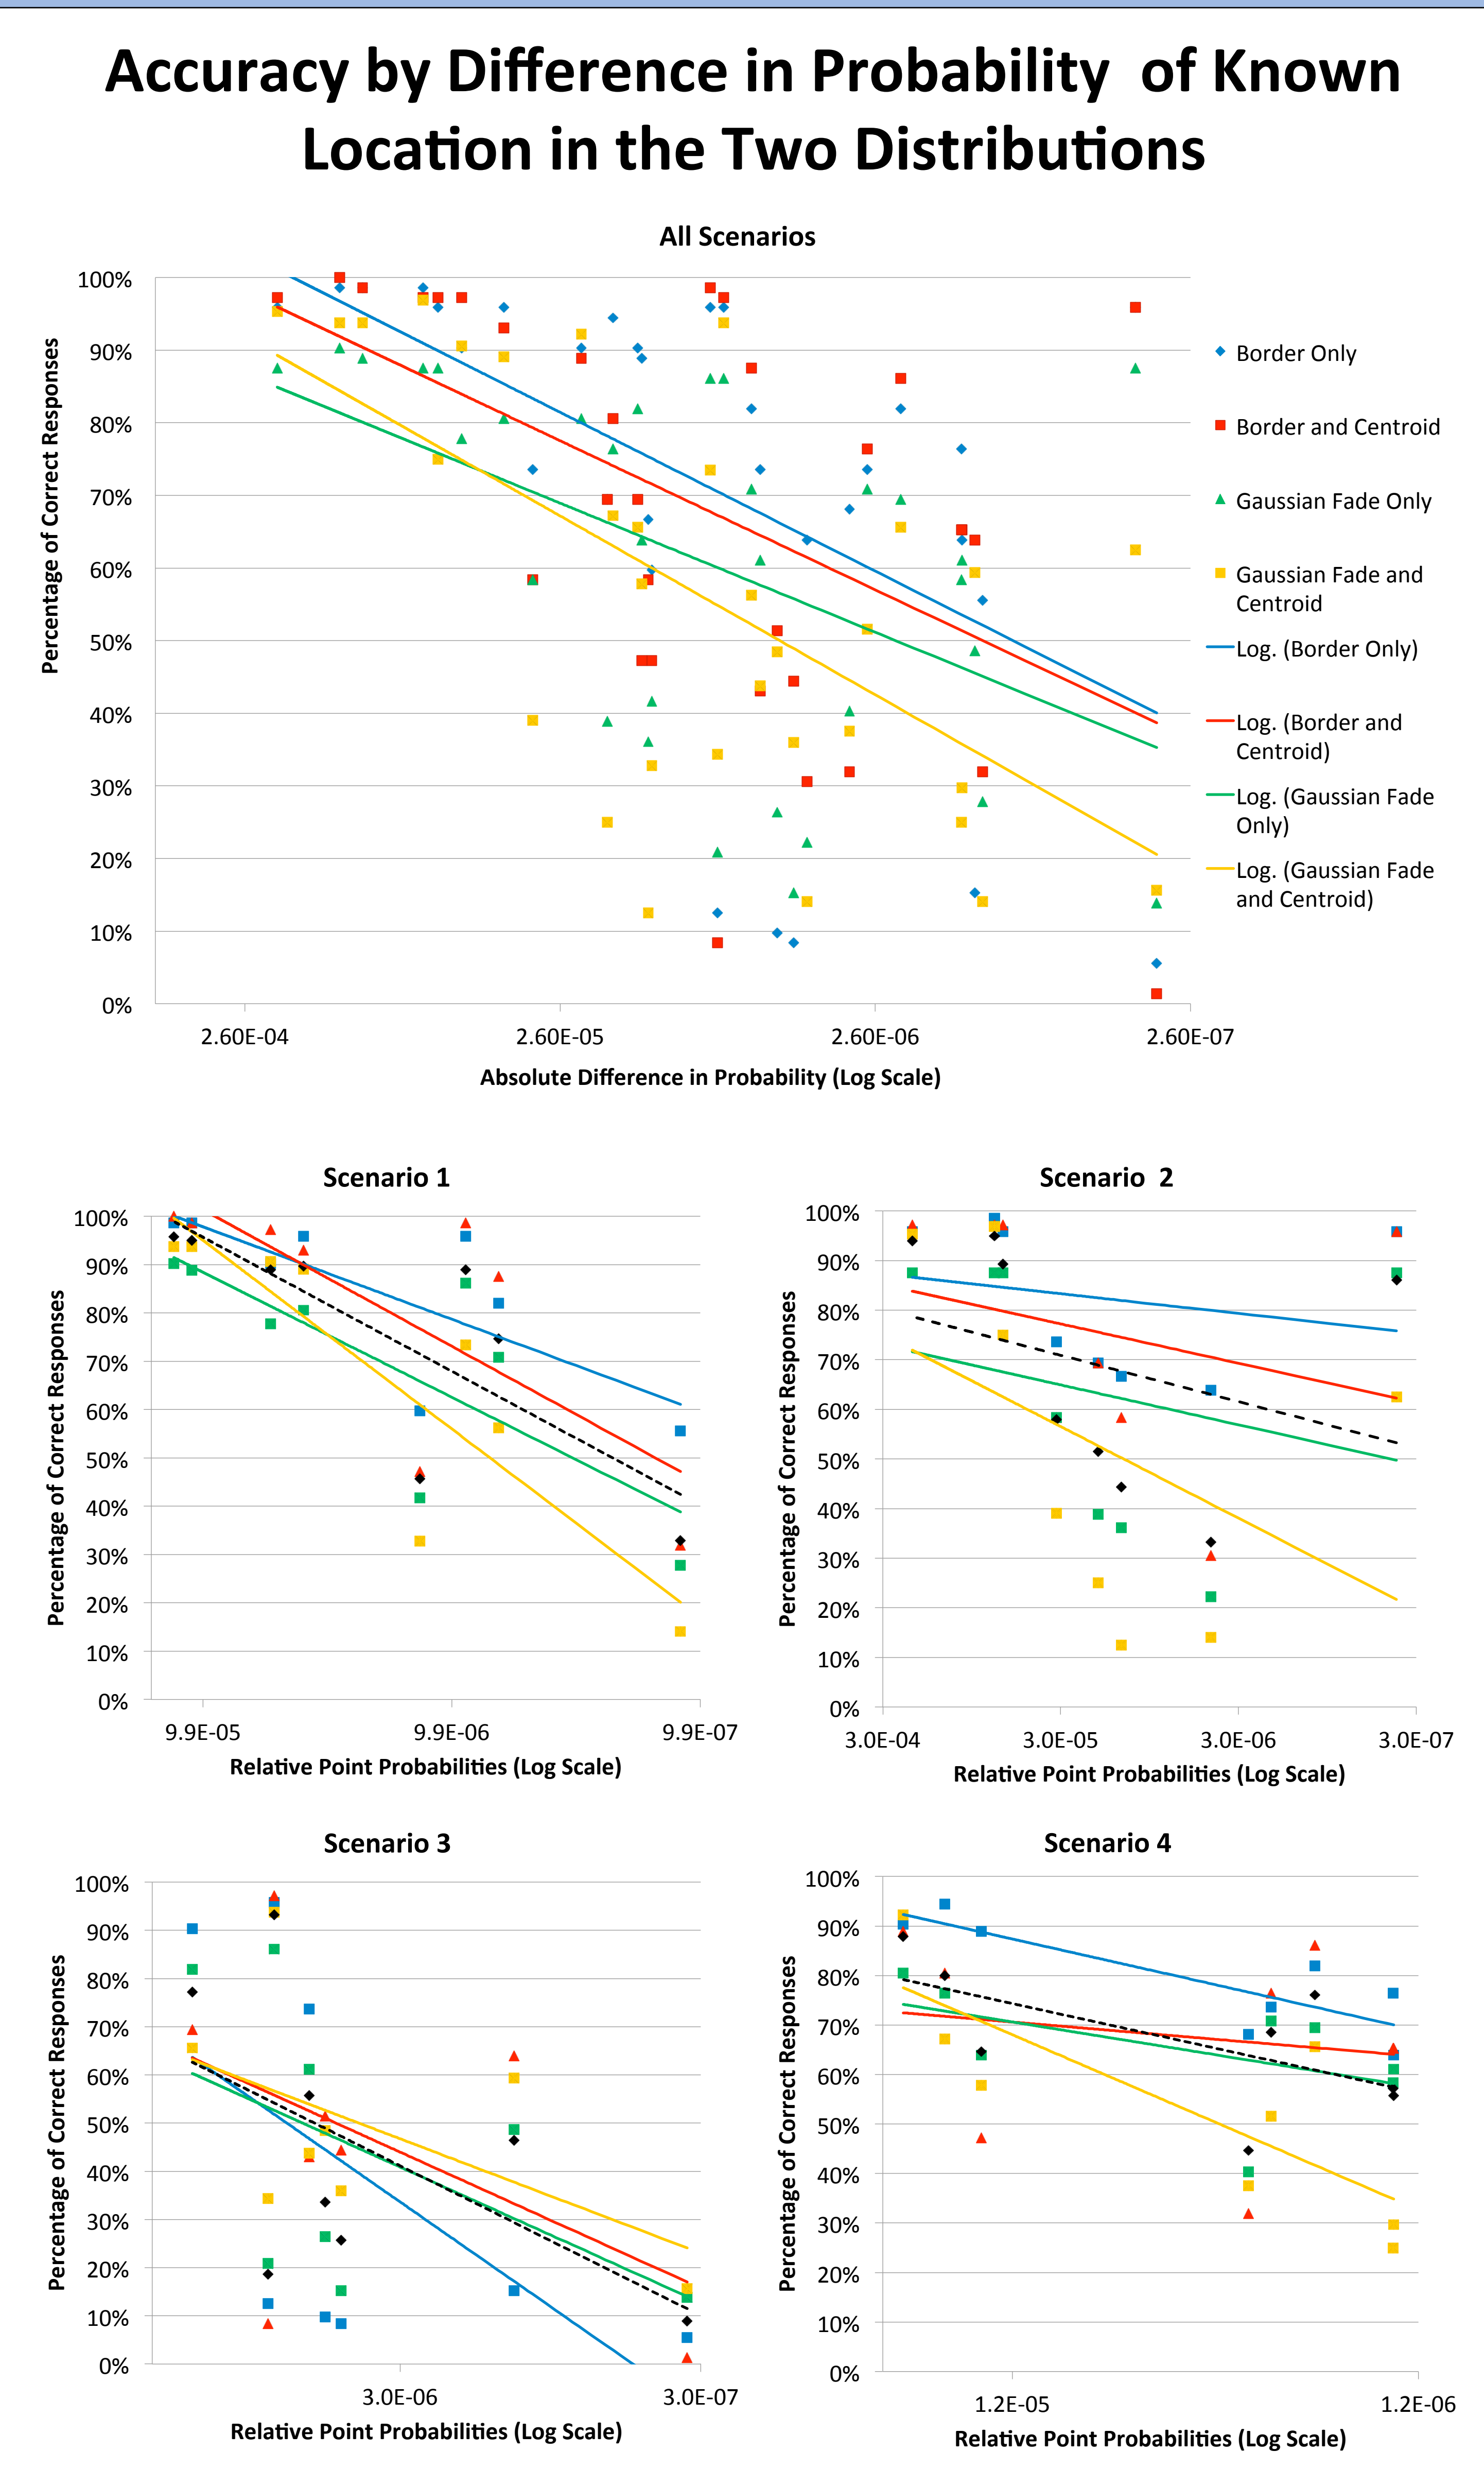 Accuracy by Difference in Probability  of Known
Location in the Two Distributions
All Scenarios
Percentage of Correct Responses
100%
90%
80%
70%
60%
50%
40%
30%
20%
10%
0%
2.60E-04
2.60E-05
2.60E-06
2.60E-07
Absolute Difference in Probability (Log Scale)
Border Only
Border and Centroid
Gaussian Fade Only
Gaussian Fade and
Centroid
Log. (Border Only)
Log. (Border and
Centroid)
Log. (Gaussian Fade
Only)
Log. (Gaussian Fade
and Centroid)
Scenario 1
Percentage of Correct Responses
100%
90%
80%
70%
60%
50%
40%
30%
20%
10%
0%
9.9E-05
9.9E-06
9.9E-07
Relative Point Probabilities (Log Scale)
Scenario  2
Percentage of Correct Responses
100%
90%
80%
70%
60%
50%
40%
30%
20%
10%
0%
3.0E-04
3.0E-05
3.0E-06
3.0E-07
Relative Point Probabilities (Log Scale)
Scenario 3
Percentage of Correct Responses
100%
90%
80%
70%
60%
50%
40%
30%
20%
10%
0%
3.0E-06
3.0E-07
Relative Point Probabilities (Log Scale)
Scenario 4
Percentage of Correct Responses
100%
90%
80%
70%
60%
50%
40%
30%
20%
10%
0%
1.2E-05
1.2E-06
Relative Point Probabilities (Log Scale)